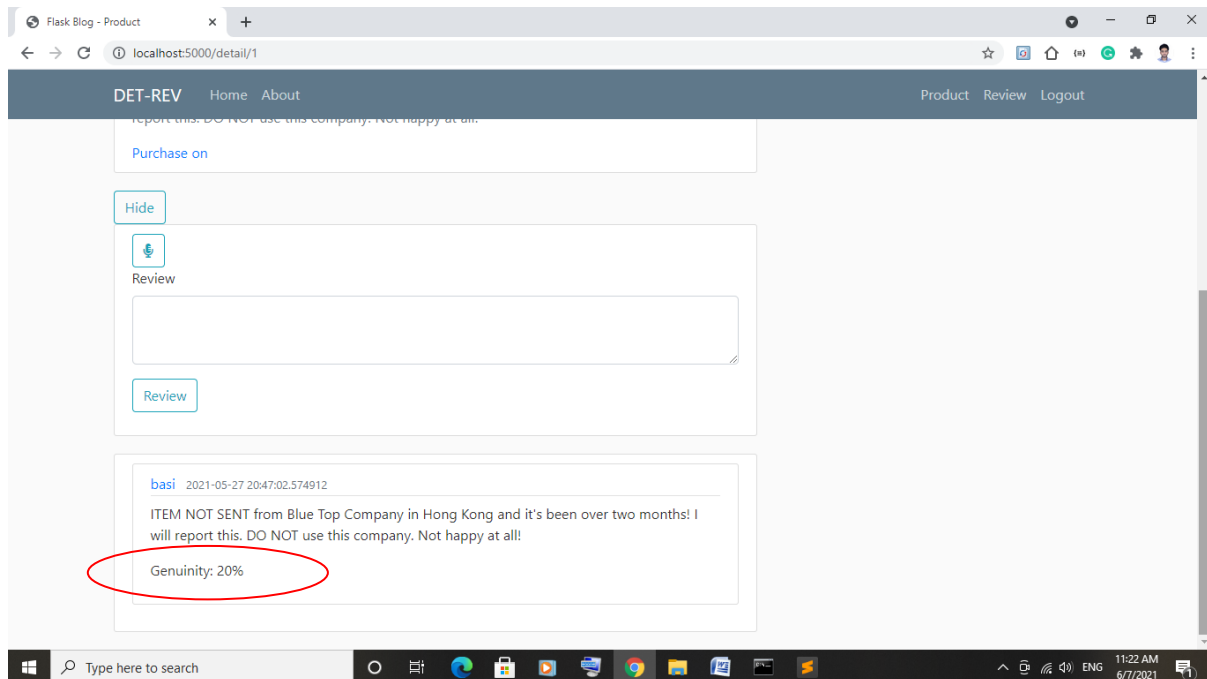 Flask Blog - Product
localhost:5000/detail/1
DET-REV Home About Product Review Logout
report this. DO NOT use this company. Not happy at all.
Purchase on
Hide
Review
Review
basi 2021-05-27 20:47:02.574912
ITEM NOT SENT from Blue Top Company in Hong Kong and it's been over two months! I
will report this. DO NOT use this company. Not happy at all!
Genuinity: 20%
Type here to search
ENG
11:22 AM
6/7/2021